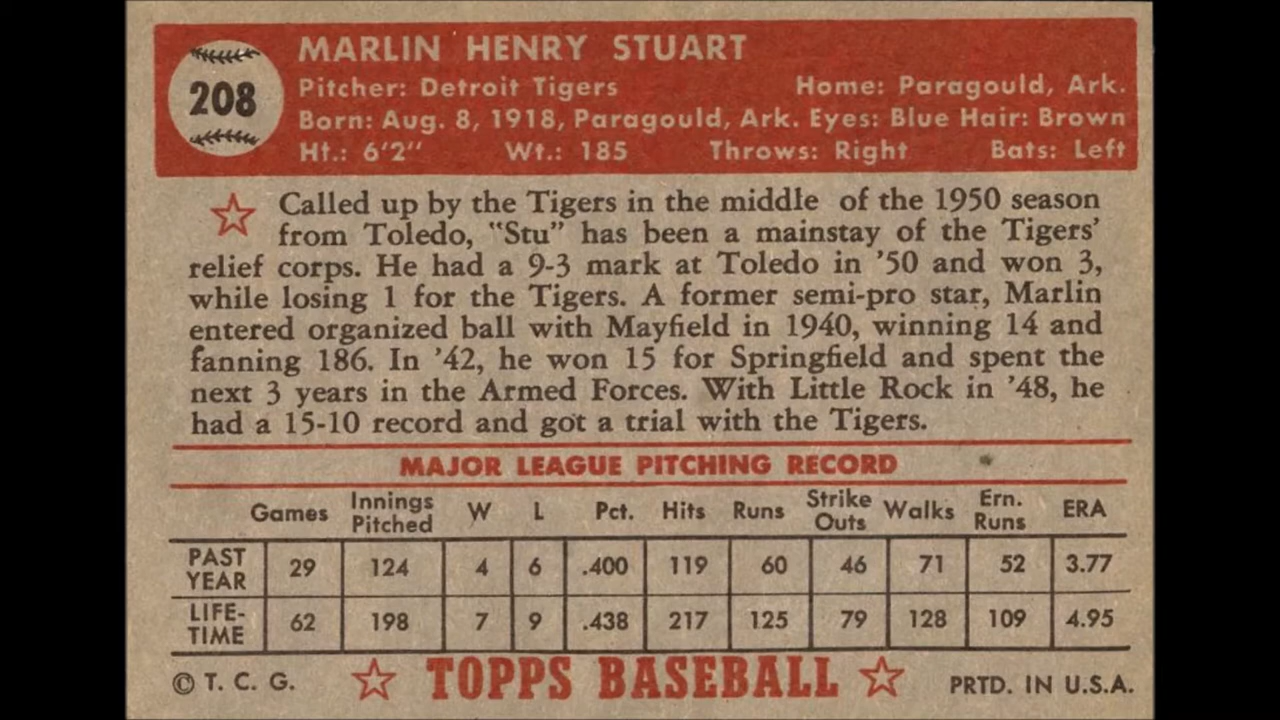 208
MARLIN HENRY STUART
Pitcher: Detroit Tigers Home: Paragould, Ark.
Born: Aug. 8, 1918, Paragould, Ark. Eyes: Blue Hair: Brown
Ht.: 6'2" Wt.: 185 Throws: Right Bats: Left
Called up by the Tigers in the middle of the 1950 season
from Toledo, "Stu" has been a mainstay of the Tigers'
relief corps. He had a 9-3 mark at Toledo in '50 and won 3,
while losing 1 for the Tigers. A former semi-pro star, Marlin
entered organized ball with Mayfield in 1940, winning 14 and
fanning 186. In '42, he won 15 for Springfield and spent the
next 3 years in the Armed Forces. With Little Rock in '48, he
had a 15-10 record and got a trial with the Tigers.
MAJOR LEAGUE PITCHING RECORD
Games Innings Pitched W L Pct. Hits Runs Strike Outs Walks Ern. Runs ERA
PAST YEAR 29 124 4 6 .400 119 60 46 71 52 3.77
LIFE-TIME 62 198 7 9 .438 217 125 79 128 109 4.95
© T. C. G. TOPPS BASEBALL PRTD. IN U.S.A.